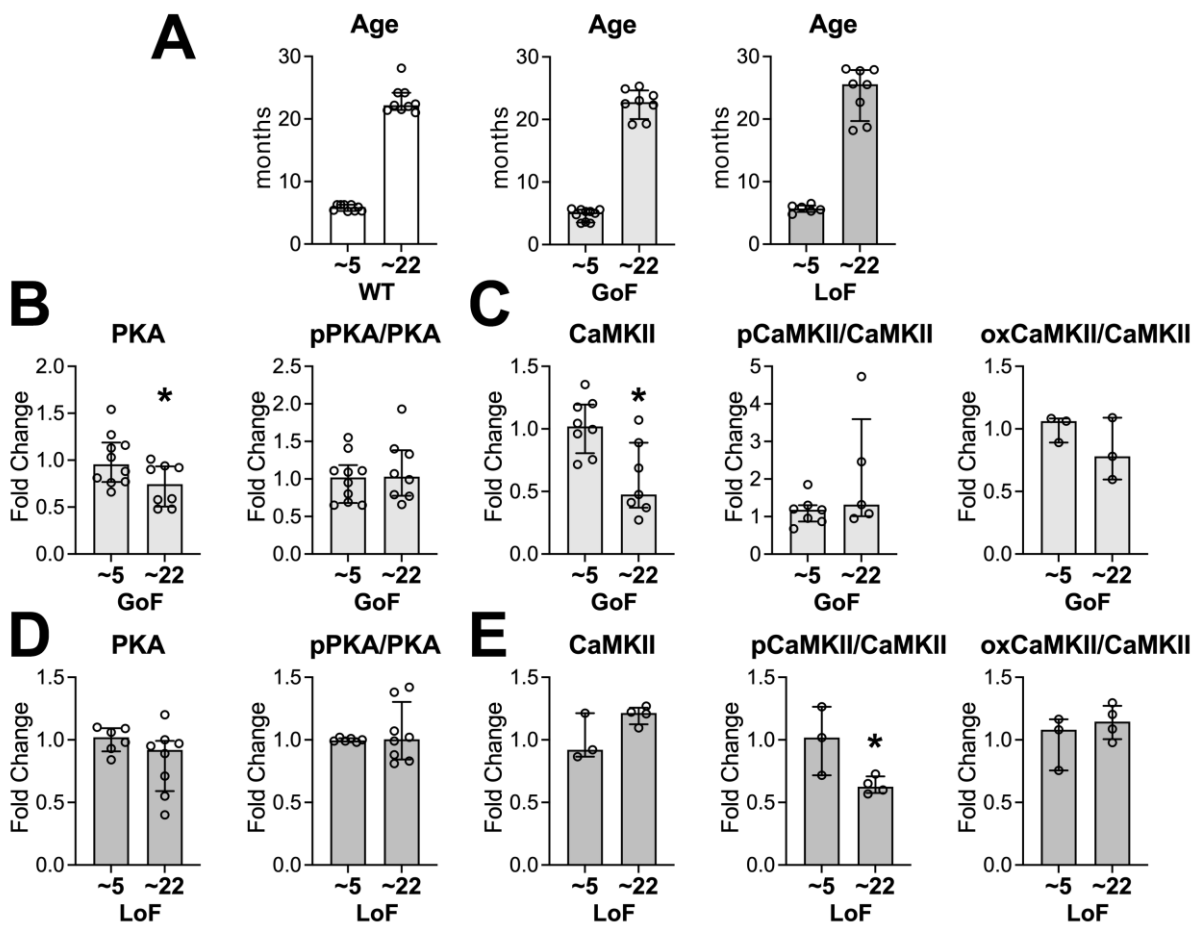 A
Age Age Age
30 30 30
20 20 20
10 10 10
0 0 0
months months months
~5 ~22 ~5 ~22 ~5 ~22
WT GoF LoF
B C
PKA pPKA/PKA CaMKII pCaMKII/CaMKII oxCaMKII/CaMKII
2.0 2.5 1.5 5 1.5
1.5 2.0 1.0 4 1.0
1.0 1.5 0.5 3 0.5
0.5 1.0 0.0 2 0.0
0.0 0.5 1
0.0 0
Fold Change Fold Change Fold Change Fold Change Fold Change
* *
~5 ~22 ~5 ~22 ~5 ~22 ~5 ~22 ~5 ~22
GoF GoF GoF GoF GoF
D E
PKA pPKA/PKA CaMKII pCaMKII/CaMKII oxCaMKII/CaMKII
1.5 1.5 1.5 1.5 1.5
1.0 1.0 1.0 1.0 1.0
0.5 0.5 0.5 0.5 0.5
0.0 0.0 0.0 0.0 0.0
Fold Change Fold Change Fold Change Fold Change Fold Change
*
~5 ~22 ~5 ~22 ~5 ~22 ~5 ~22 ~5 ~22
LoF LoF LoF LoF LoF